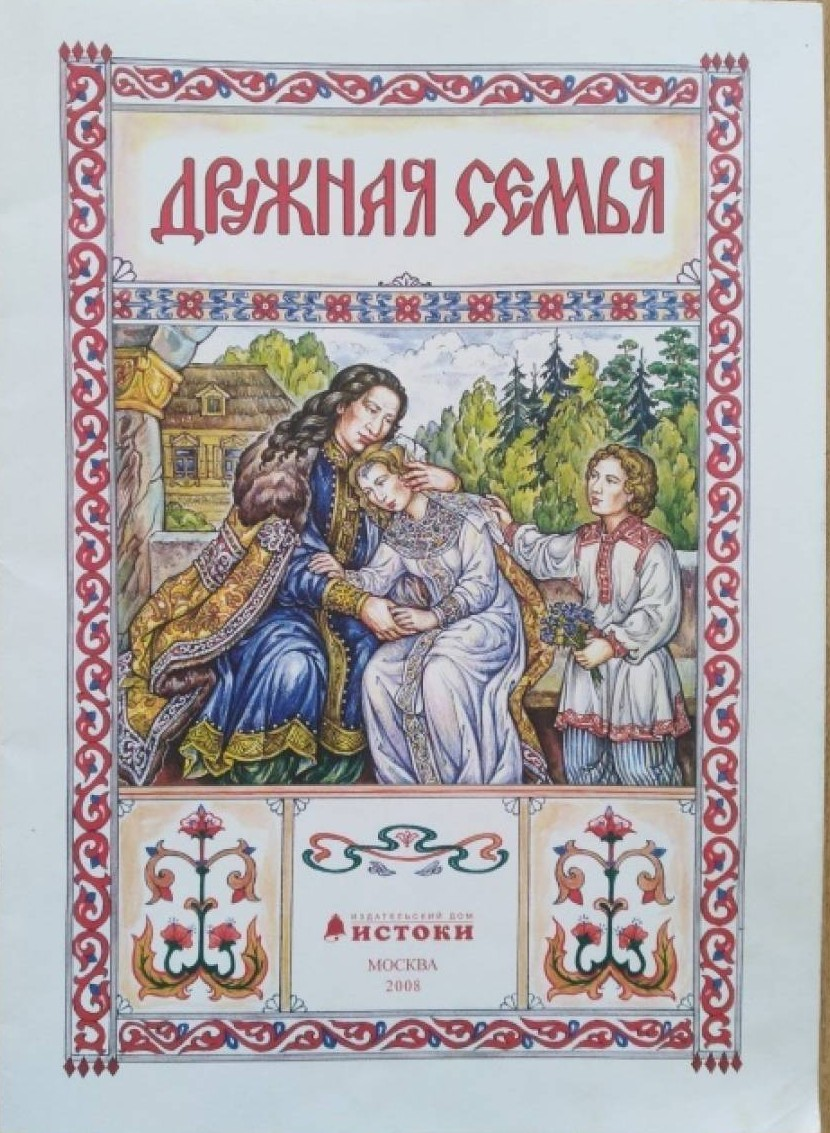 ДРУЖНАЯ СЕМЬЯ
ИЗДАТЕЛЬСКИЙ ДОМ
ИСТОКИ
МОСКВА
2008